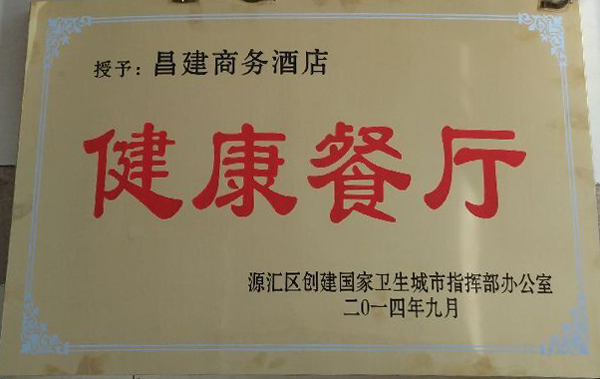 授予：昌建商务酒店
健康餐厅
源汇区创建国家卫生城市指挥部办公室
二0一四年九月